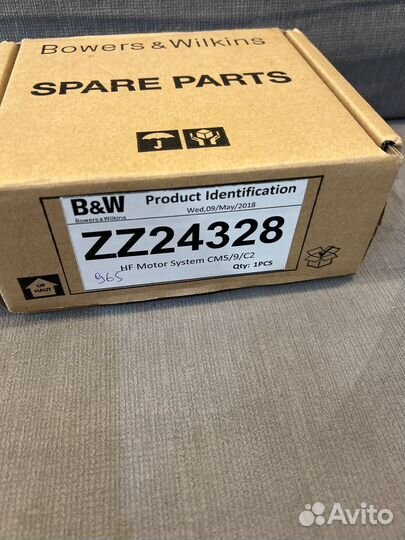 Bowers & Wilkins
SPARE PARTS
B&W
Bowers & Wilkins
Product Identification
Wed,09/May/2018
ZZ24328
HF Motor System CM5/9/C2
Qty: 1PCS
965
UP
HAUT
Avito